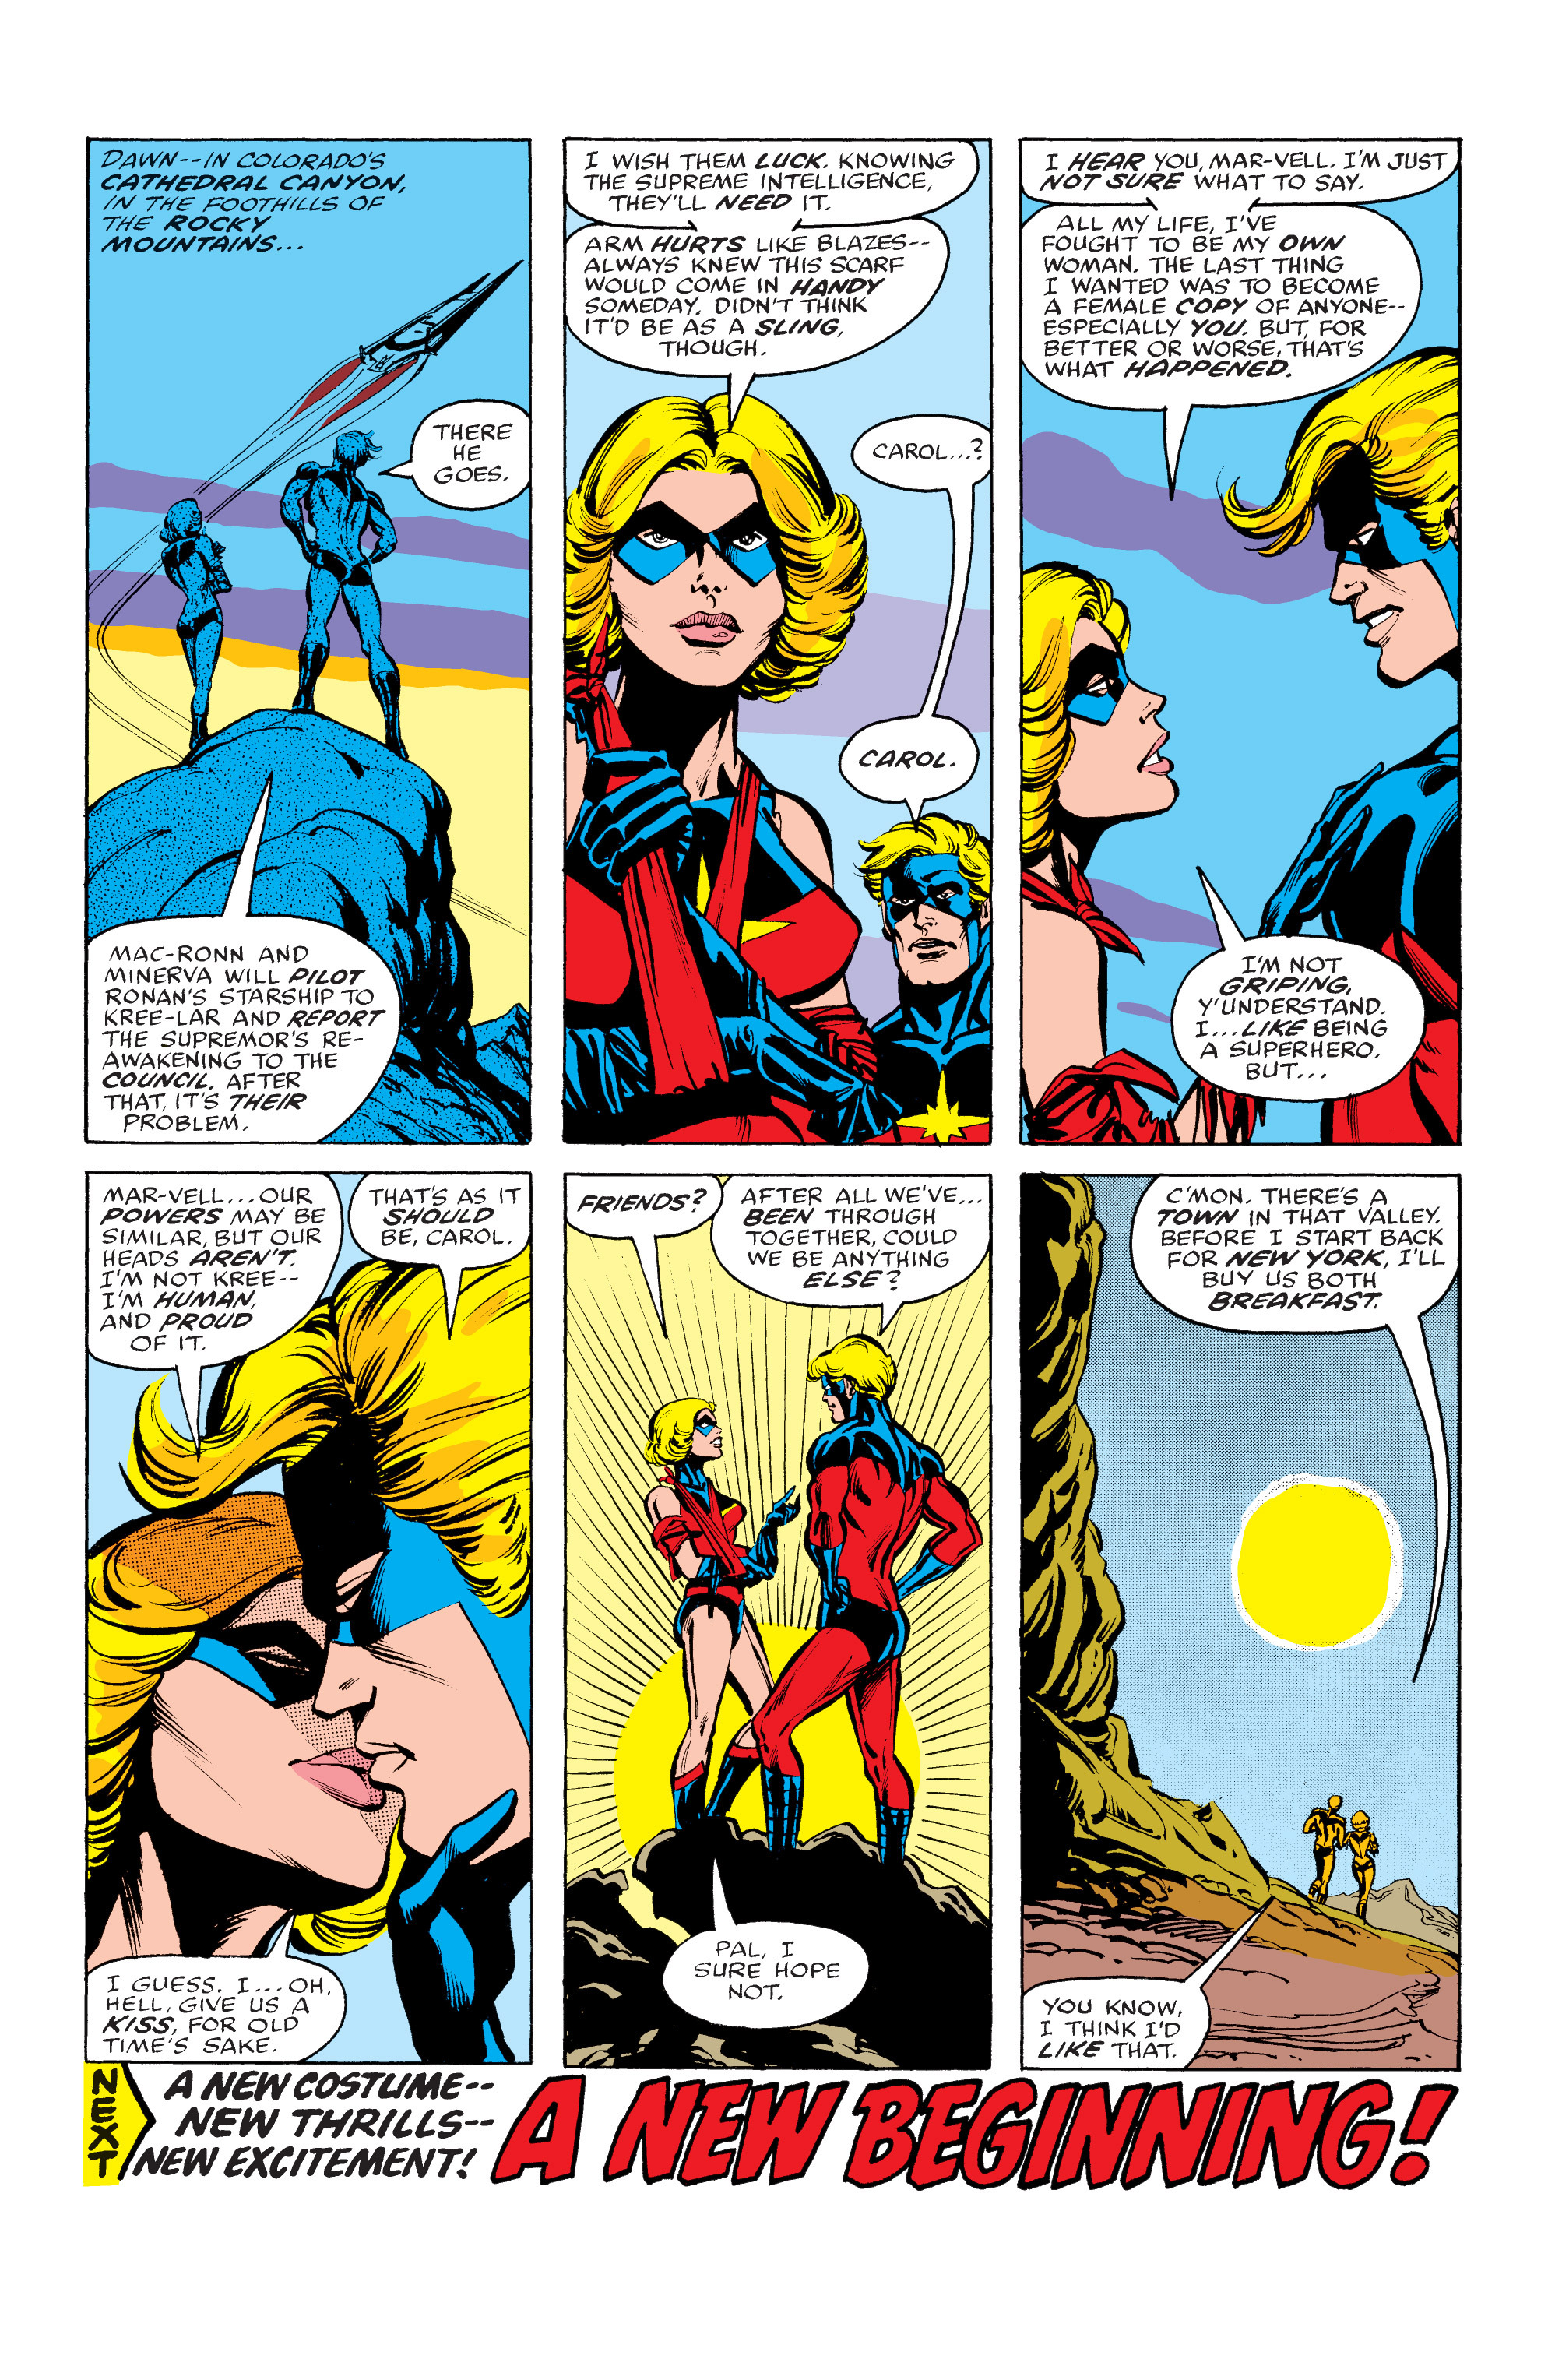 DAWN--IN COLORADO'S
CATHEDRAL CANYON,
IN THE FOOTHILLS OF
THE ROCKY
MOUNTAINS...
THERE
HE
GOES.
MAC-RONN AND
MINERVA WILL PILOT
RONAN'S STARSHIP TO
KREE-LAR AND REPORT
THE SUPREMOR'S RE-
AWAKENING TO THE
COUNCIL. AFTER
THAT, IT'S THEIR
PROBLEM.
I WISH THEM LUCK. KNOWING
THE SUPREME INTELLIGENCE,
THEY'LL NEED IT.
ARM HURTS LIKE BLAZES--
ALWAYS KNEW THIS SCARF
WOULD COME IN HANDY
SOMEDAY. DIDN'T THINK
IT'D BE AS A SLING,
THOUGH.
CAROL...?
CAROL.
I HEAR YOU, MAR-VELL. I'M JUST
NOT SURE WHAT TO SAY.
ALL MY LIFE, I'VE
FOUGHT TO BE MY OWN
WOMAN. THE LAST THING
I WANTED WAS TO BECOME
A FEMALE COPY OF ANYONE--
ESPECIALLY YOU. BUT, FOR
BETTER OR WORSE, THAT'S
WHAT HAPPENED.
I'M NOT
GRIPING,
Y'UNDERSTAND.
I...LIKE BEING
A SUPERHERO.
BUT...
MAR-VELL...OUR
POWERS MAY BE
SIMILAR, BUT OUR
HEADS AREN'T.
I'M NOT KREE--
I'M HUMAN,
AND PROUD
OF IT.
THAT'S AS IT
SHOULD
BE, CAROL.
I GUESS. I...OH,
HELL, GIVE US A
KISS, FOR OLD
TIME'S SAKE.
FRIENDS?
AFTER ALL WE'VE...
BEEN THROUGH
TOGETHER, COULD
WE BE ANYTHING
ELSE?
PAL, I
SURE HOPE
NOT.
C'MON. THERE'S A
TOWN IN THAT VALLEY.
BEFORE I START BACK
FOR NEW YORK, I'LL
BUY US BOTH
BREAKFAST.
YOU KNOW,
I THINK I'D
LIKE THAT.
NEXT
A NEW COSTUME--
NEW THRILLS--
NEW EXCITEMENT!
A NEW BEGINNING!